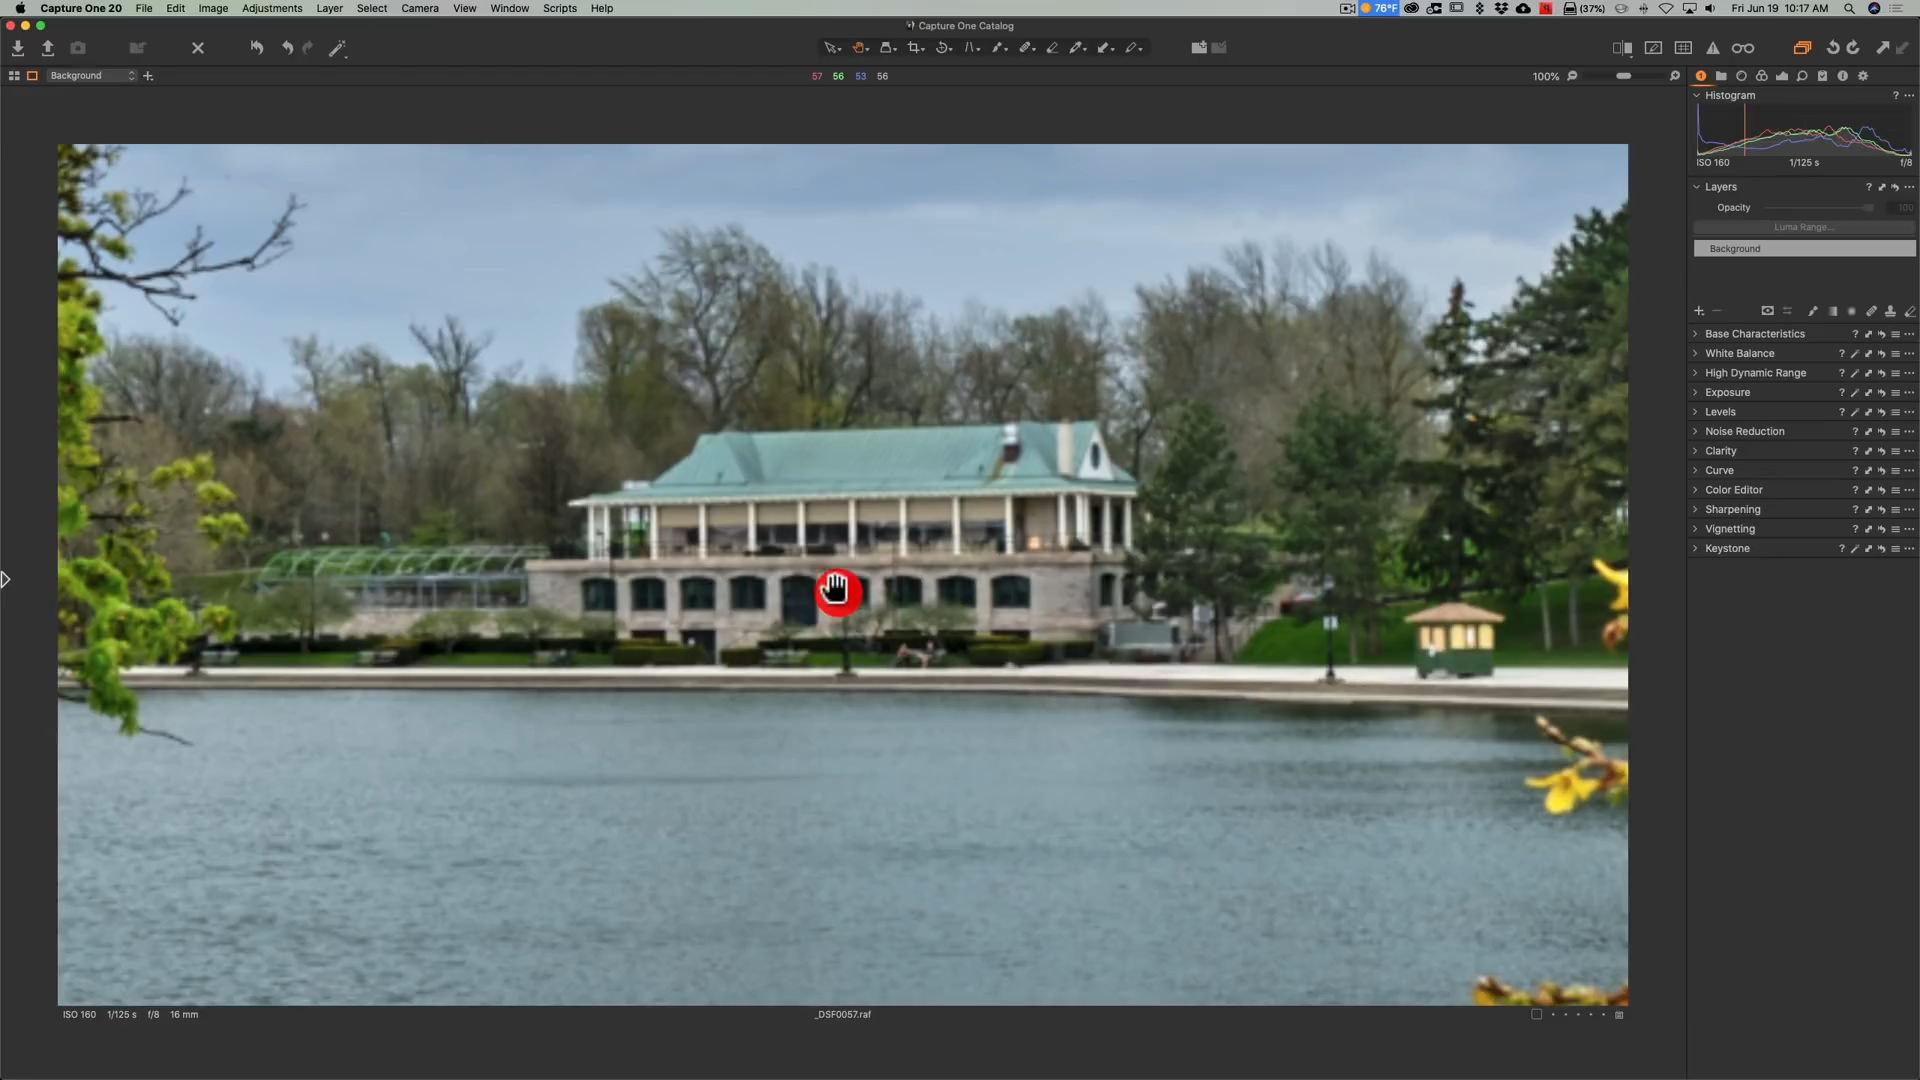 Capture One 20 File Edit Image Adjustments Layer Select Camera View Window Scripts Help 76°F (37%) Fri Jun 19 10:17 AM
Capture One Catalog
Background 57 56 53 56 100%
Histogram ?
ISO 160 1/125 s f/8
Layers ?
Opacity 100
Luma Range...
Background
Base Characteristics ?
White Balance ?
High Dynamic Range ?
Exposure ?
Levels ?
Noise Reduction ?
Clarity ?
Curve ?
Color Editor ?
Sharpening ?
Vignetting ?
Keystone ?
ISO 160 1/125 s f/8 16 mm _DSF0057.raf